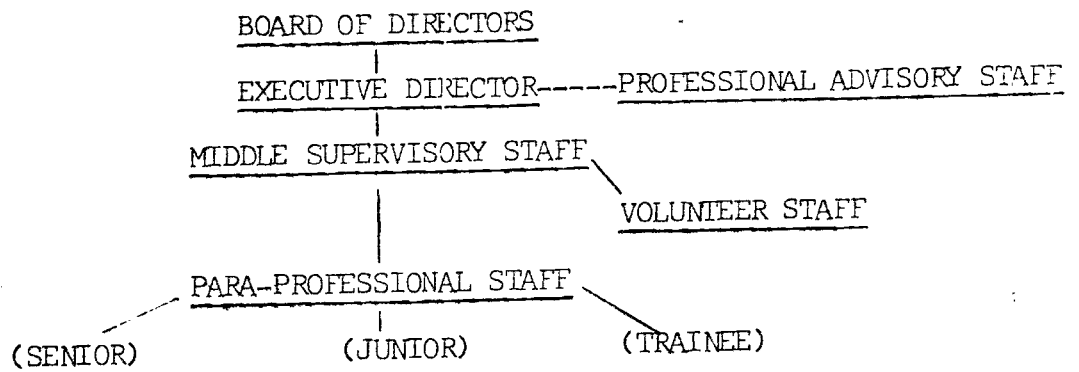 BOARD OF DIRECTORS
EXECUTIVE DIRECTOR-----PROFESSIONAL ADVISORY STAFF
MIDDLE SUPERVISORY STAFF
VOLUNTEER STAFF
PARA-PROFESSIONAL STAFF
(SENIOR) (JUNIOR) (TRAINEE)